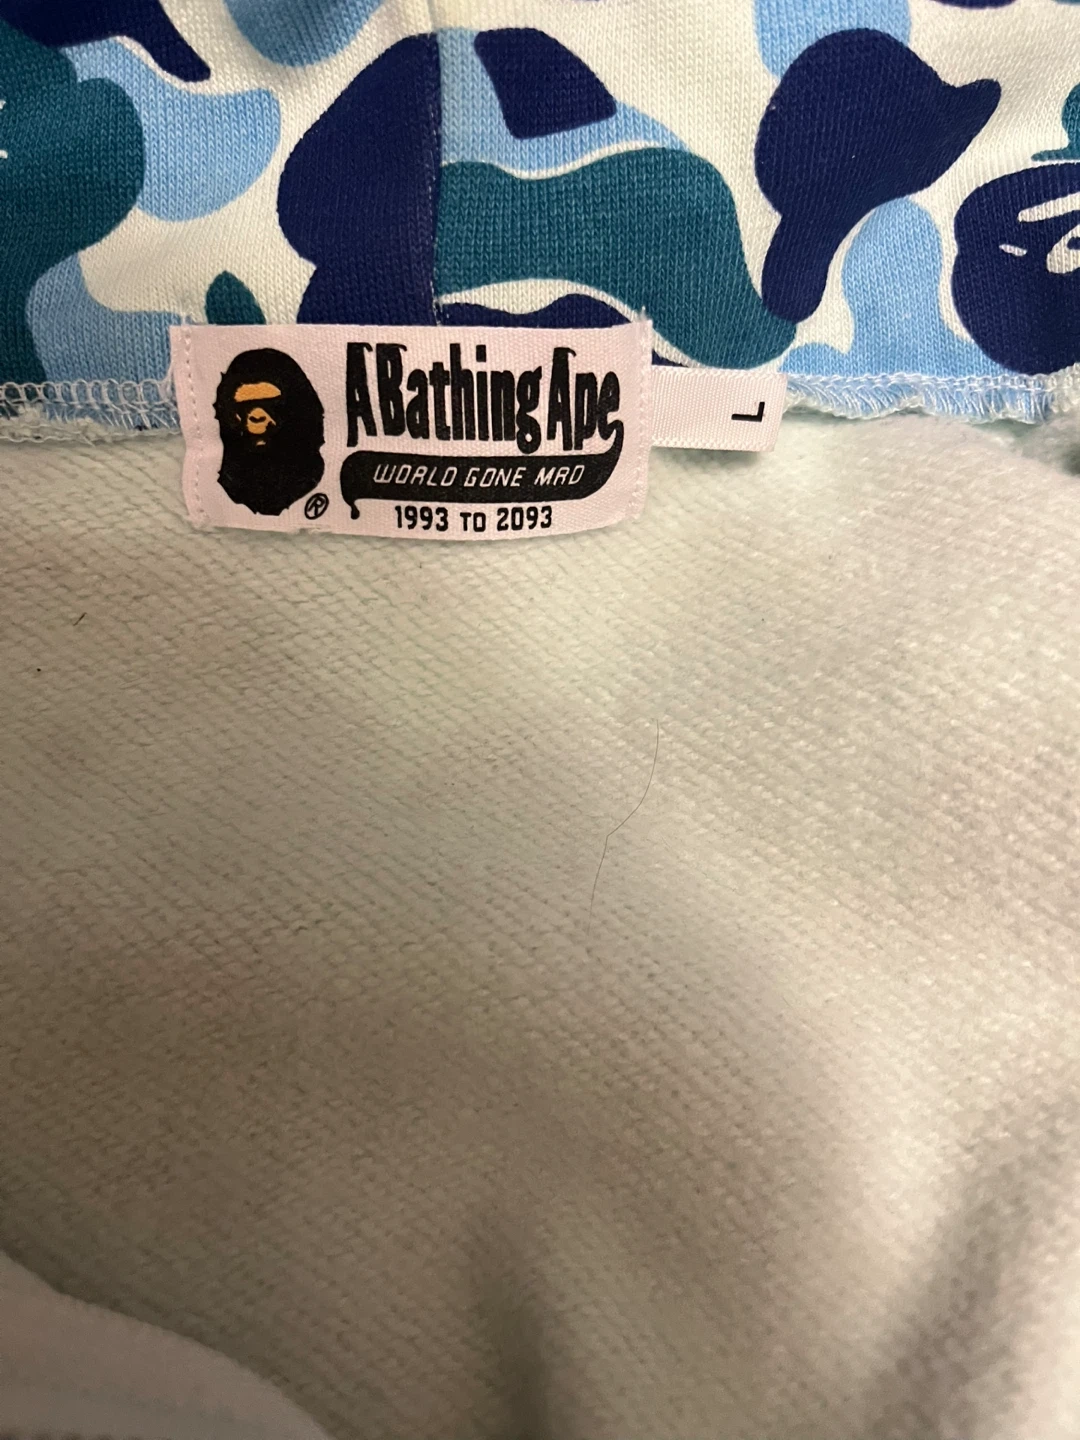 A Bathing Ape
WORLD GONE MAD
®
1993 TO 2093
L